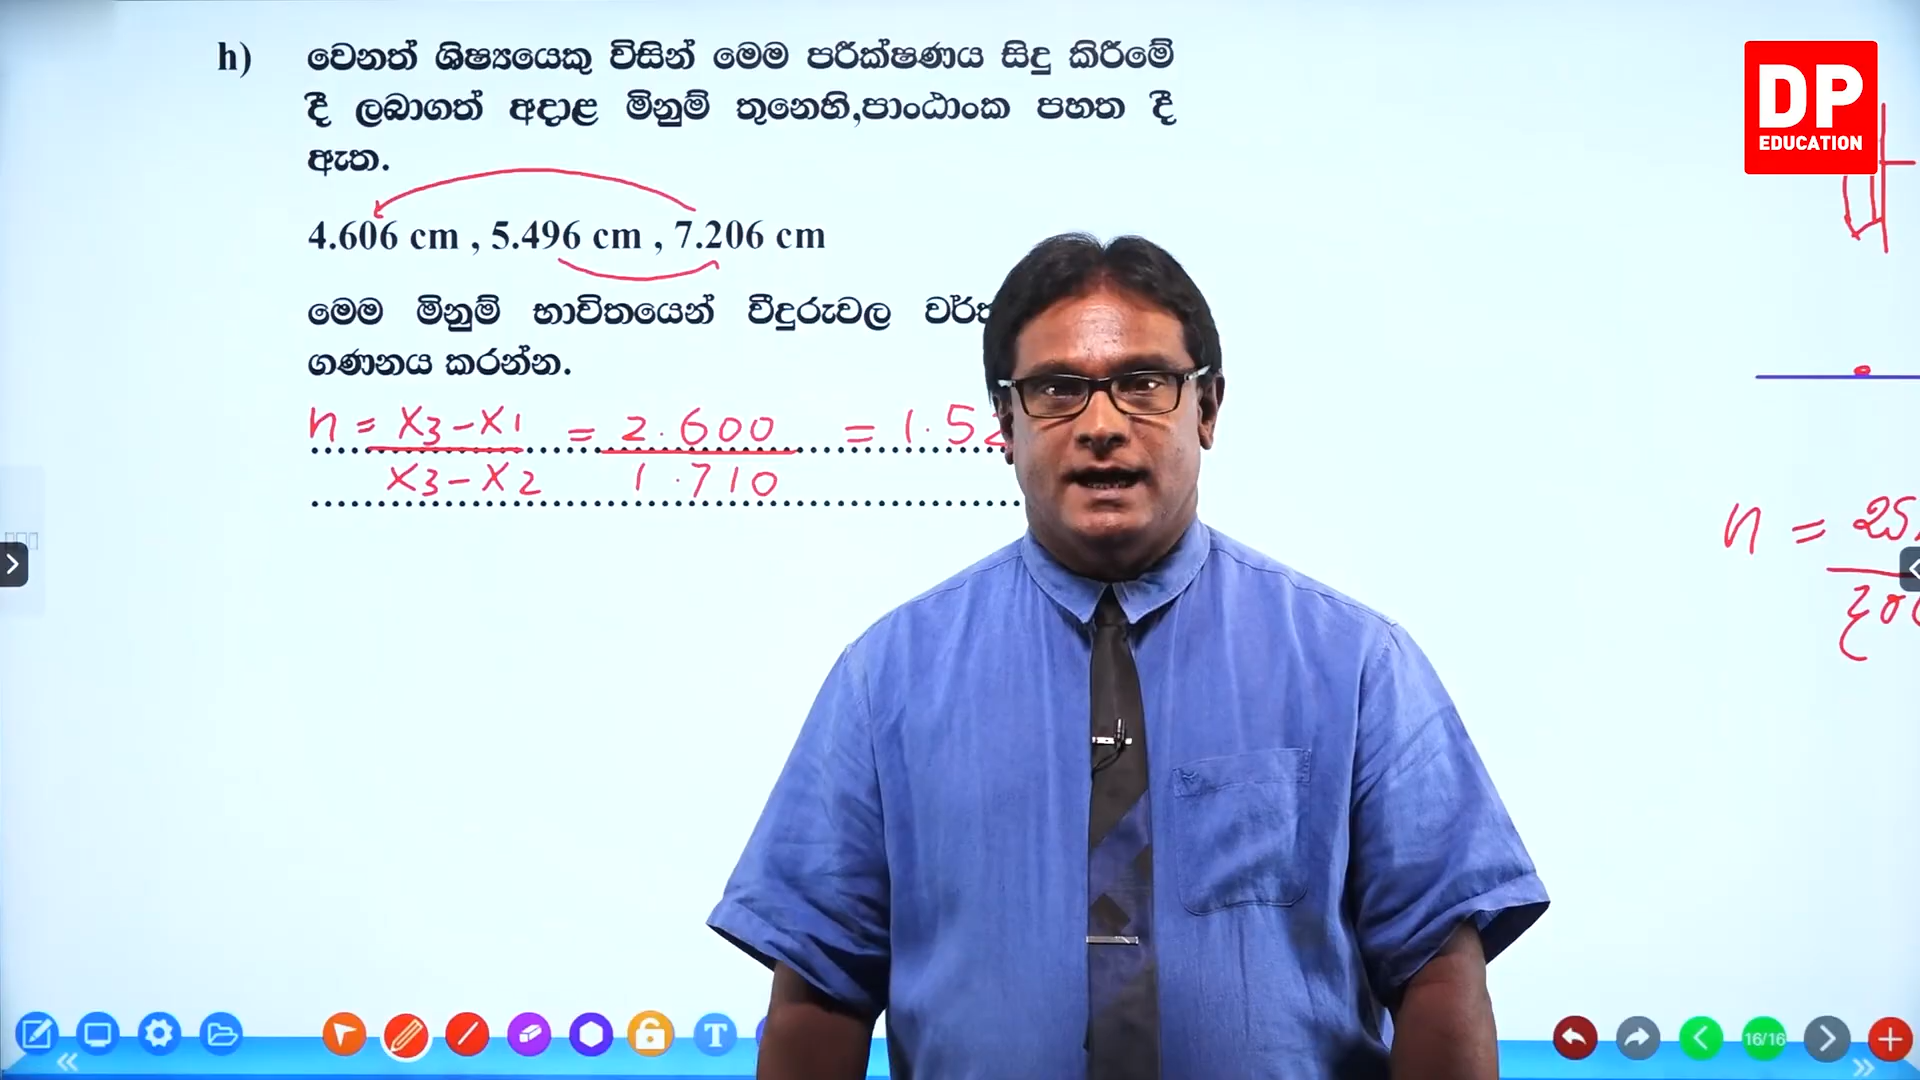 h) වෙනත් ශිෂ්‍යයෙකු විසින් මෙම පරීක්ෂණය සිදු කිරීමේ
දී ලබාගත් අදාළ මිනුම් තුනෙහි,පාංඨාංක පහත දී
ඇත.
4.606 cm , 5.496 cm , 7.206 cm
මෙම මිනුම් භාවිතයෙන් වීදුරුවල
ගණනය කරන්න.
n = X3 – X1 / X3 – X2 = 2.600 / 1.710 = 1.52
n =
DP
EDUCATION
T
16/16